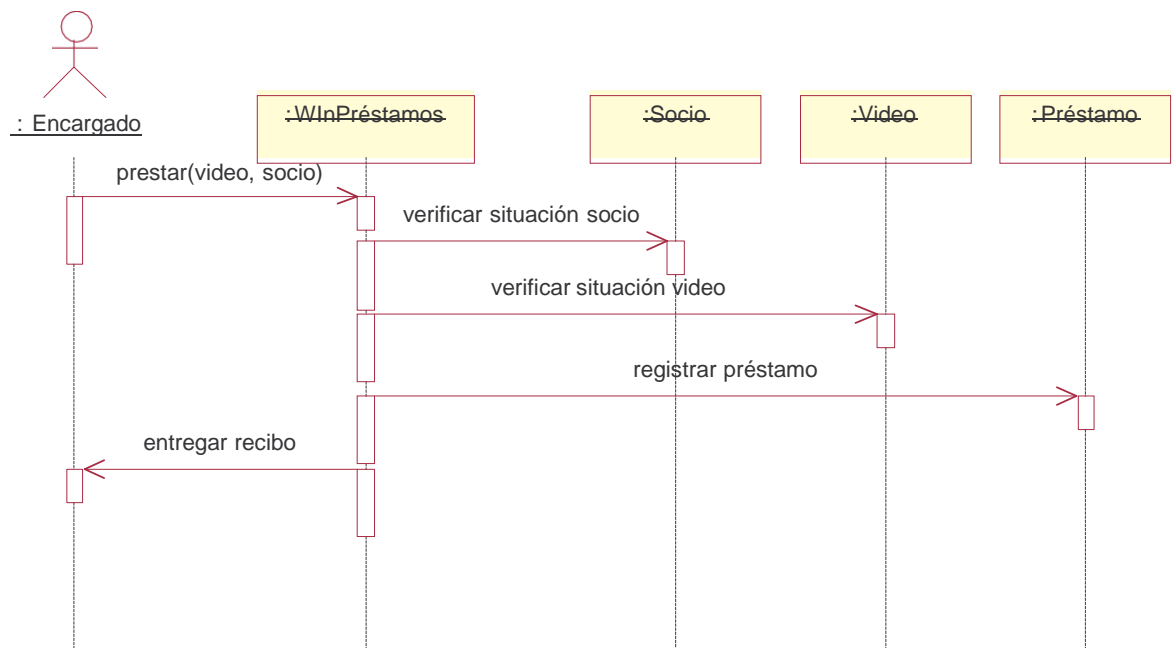 : Encargado
:WInPréstamos
:Socio
:Video
:Préstamo
prestar(video, socio)
verificar situación socio
verificar situación video
registrar préstamo
entregar recibo